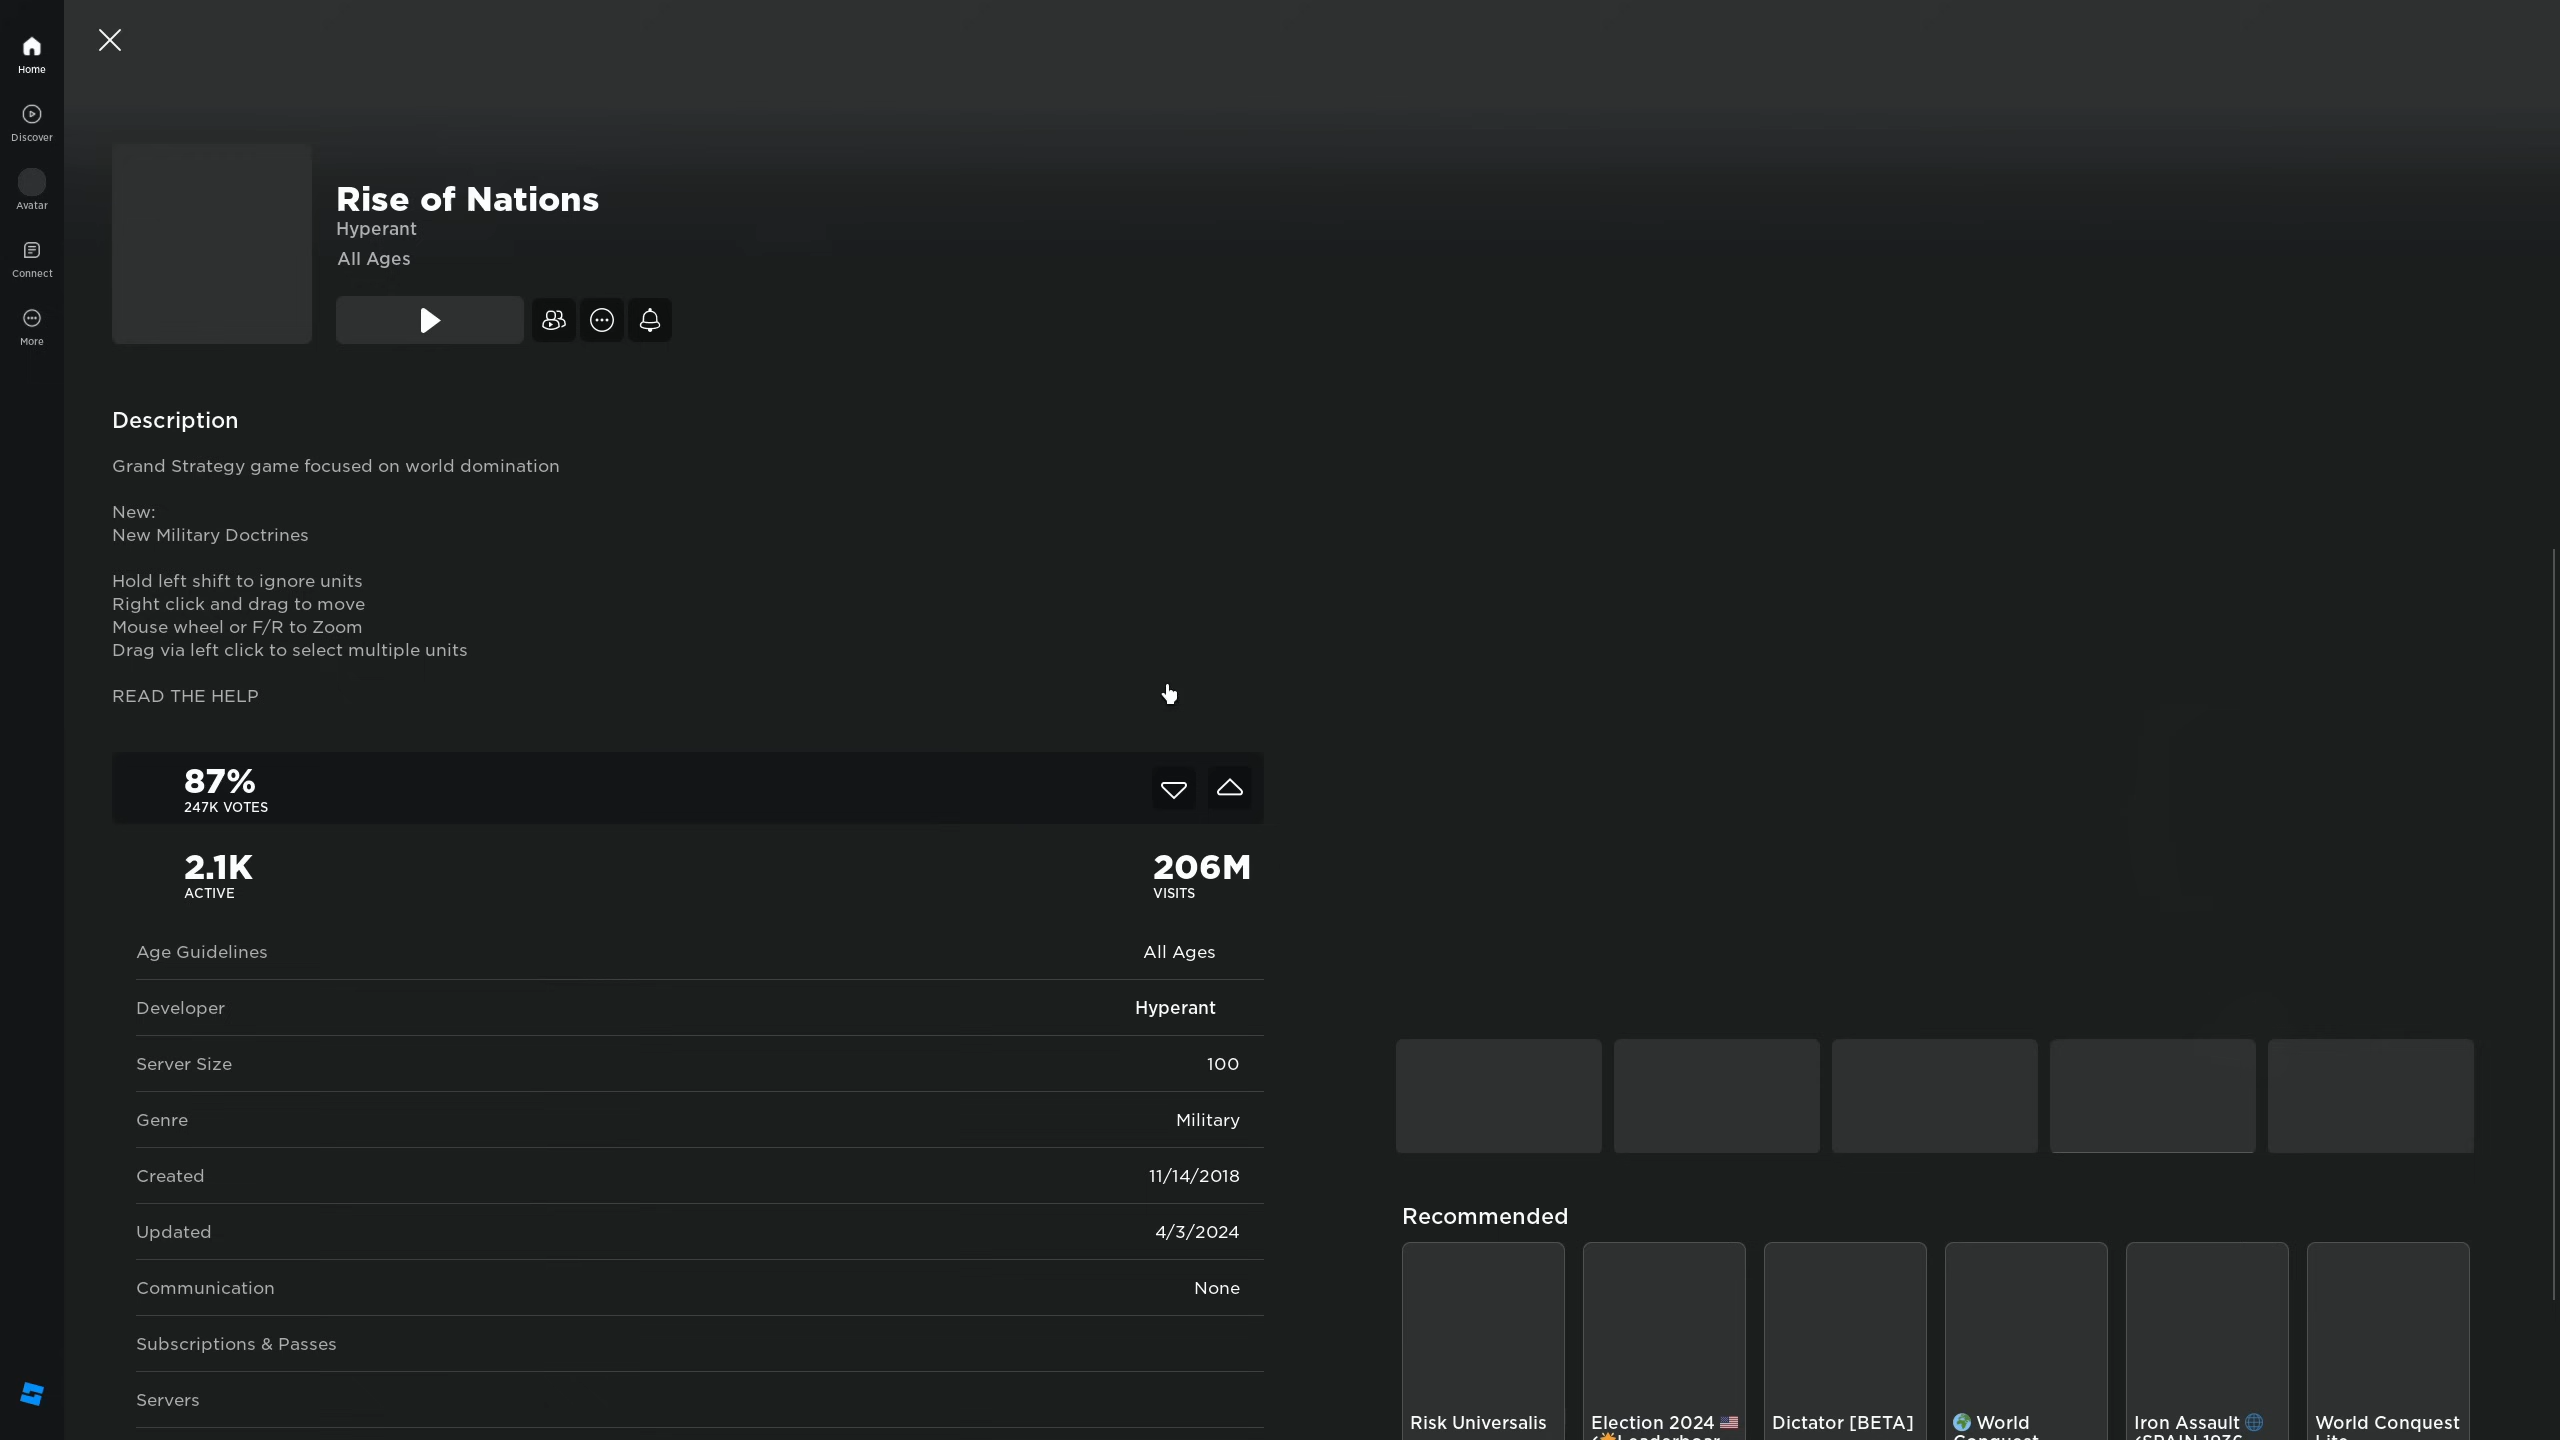 Home
Discover
Avatar
Connect
More
Rise of Nations
Hyperant
All Ages
Description
Grand Strategy game focused on world domination
New:
New Military Doctrines
Hold left shift to ignore units
Right click and drag to move
Mouse wheel or F/R to Zoom
Drag via left click to select multiple units
READ THE HELP
87%
247K VOTES
2.1K
ACTIVE
206M
VISITS
Age Guidelines All Ages
Developer Hyperant
Server Size 100
Genre Military
Created 11/14/2018
Updated 4/3/2024
Communication None
Subscriptions & Passes
Servers
Recommended
Risk Universalis
Election 2024 🇺🇸
Dictator [BETA]
🌍 World
Iron Assault 🌐
World Conquest